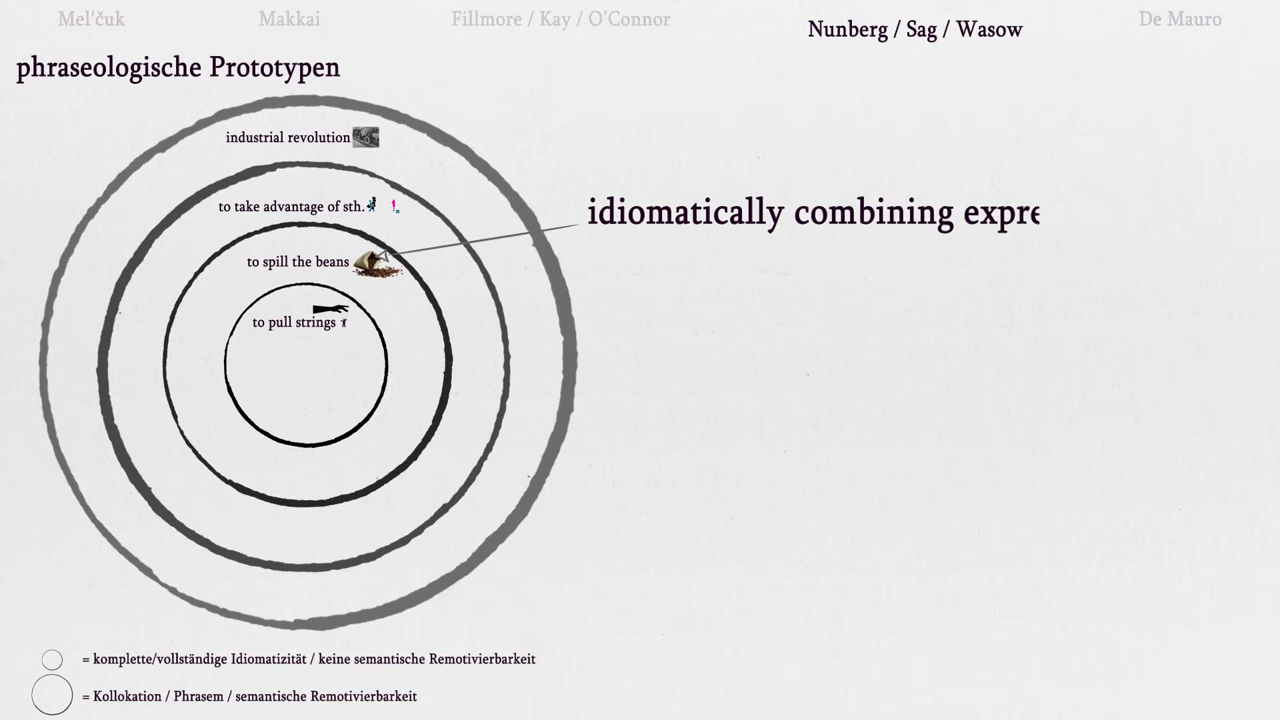 Mel'čuk
Makkai
Fillmore / Kay / O'Connor
Nunberg / Sag / Wasow
De Mauro
phraseologische Prototypen
industrial revolution
to take advantage of sth.
idiomatically combining expre
to spill the beans
to pull strings
= komplette/vollständige Idiomatizität / keine semantische Remotivierbarkeit
= Kollokation / Phrasem / semantische Remotivierbarkeit